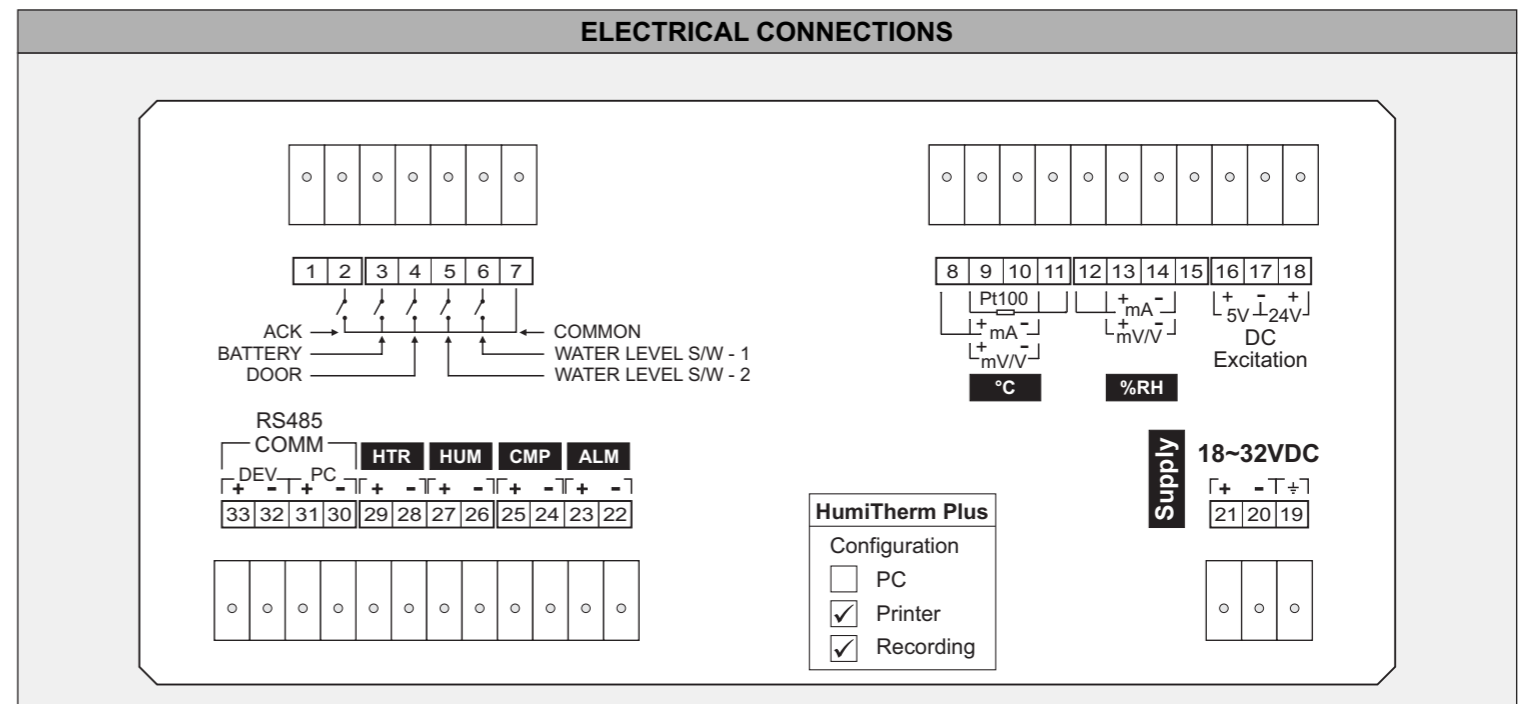 ELECTRICAL CONNECTIONS
1 2 3 4 5 6 7
ACK
BATTERY
DOOR
COMMON
WATER LEVEL S/W - 1
WATER LEVEL S/W - 2
8 9 10 11 12 13 14 15 16 17 18
Pt100
+ mA -
+ mV/V -
°C
+ mA -
+ mV/V -
%RH
+ - +
5V 24V
DC
Excitation
RS485
COMM
DEV PC
HTR HUM CMP ALM
+ - + - + - + - + - + -
33 32 31 30 29 28 27 26 25 24 23 22
HumiTherm Plus
Configuration
PC
✓ Printer
✓ Recording
Supply
18~32VDC
+ - ⏚
21 20 19